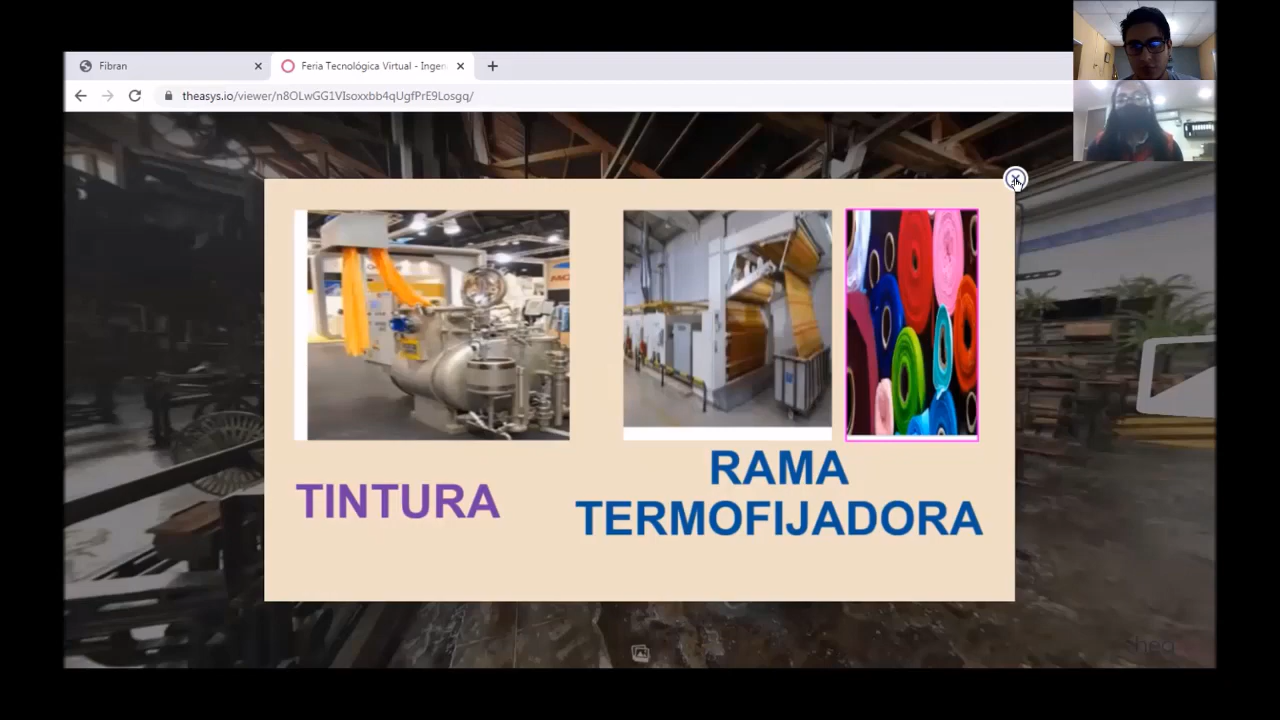 Fibran
Feria Tecnológica Virtual - Ingen
theasys.io/viewer/n8OLwGG1VIsoxxbb4qUgfPrE9Losgq/
TINTURA
RAMA
TERMOFIJADORA